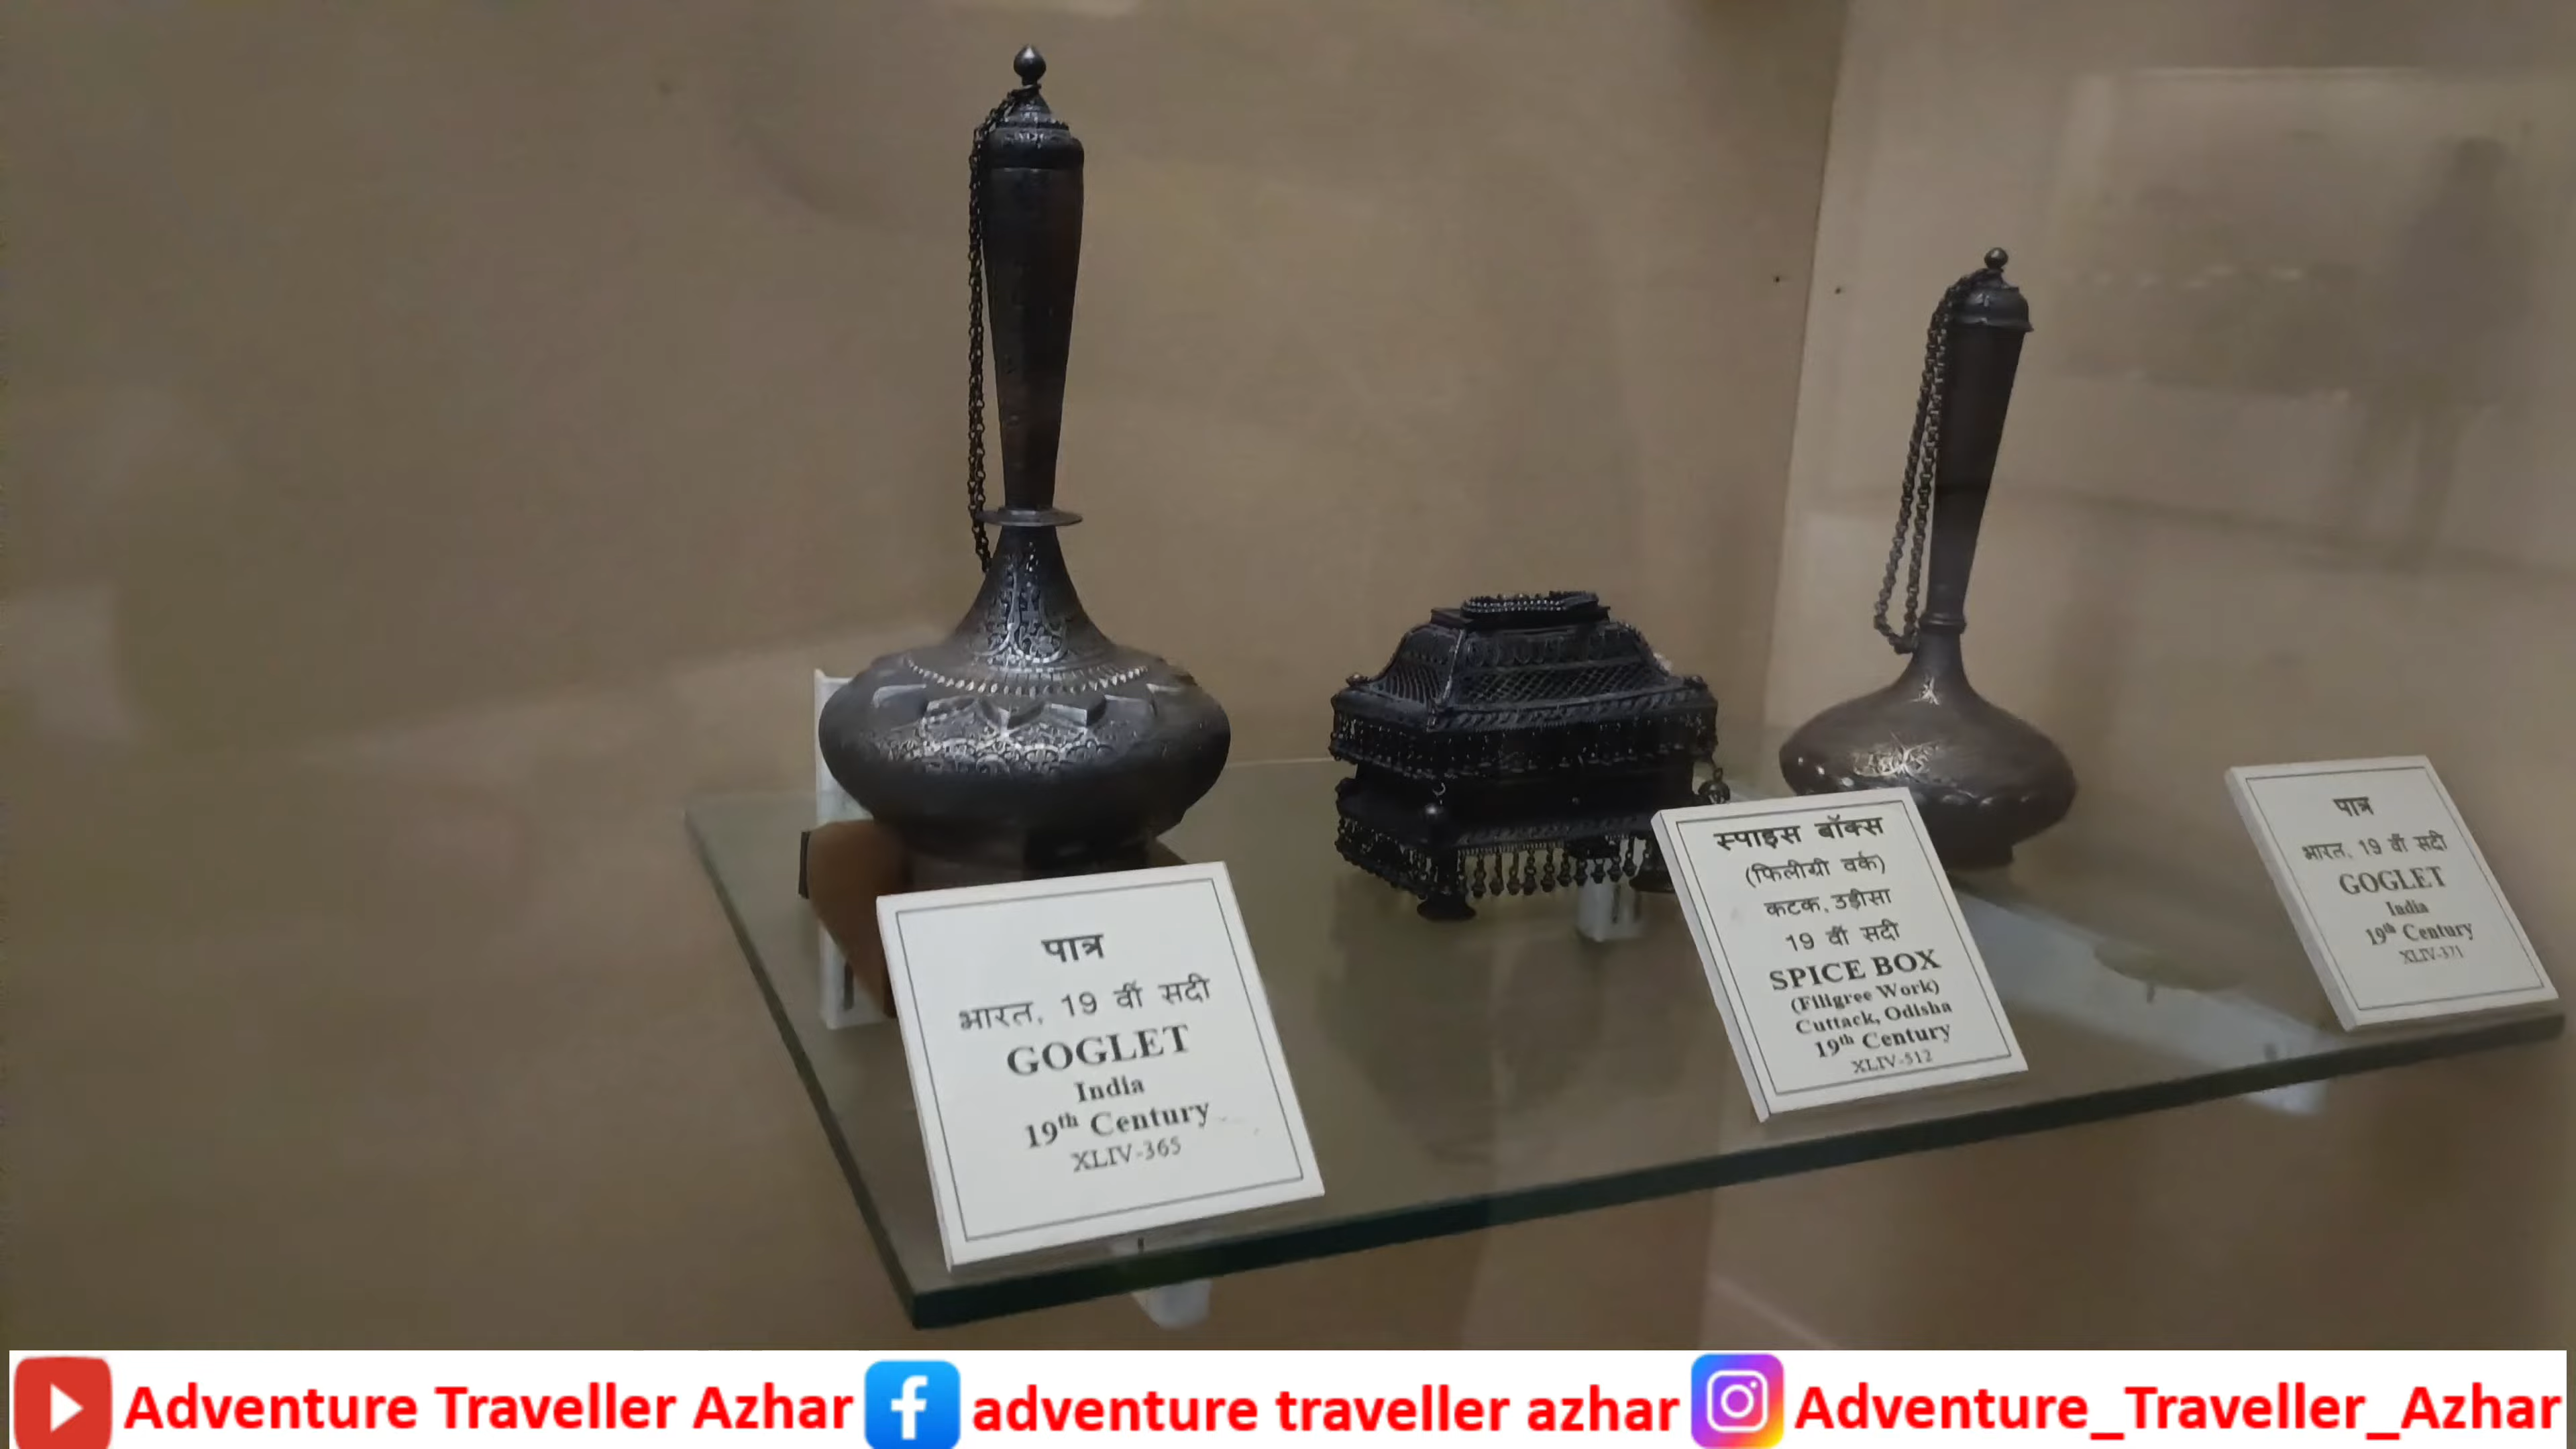 पात्र
भारत, 19 वीं सदी
GOGLET
India
19th Century
XLIV-365
स्पाइस बॉक्स
(फिलीग्री वर्क)
कटक, उड़ीसा
19 वीं सदी
SPICE BOX
(Filigree Work)
Cuttack, Odisha
19th Century
XLIV-512
पात्र
भारत, 19 वीं सदी
GOGLET
India
19th Century
XLIV-371
Adventure Traveller Azhar adventure traveller azhar Adventure_Traveller_Azhar